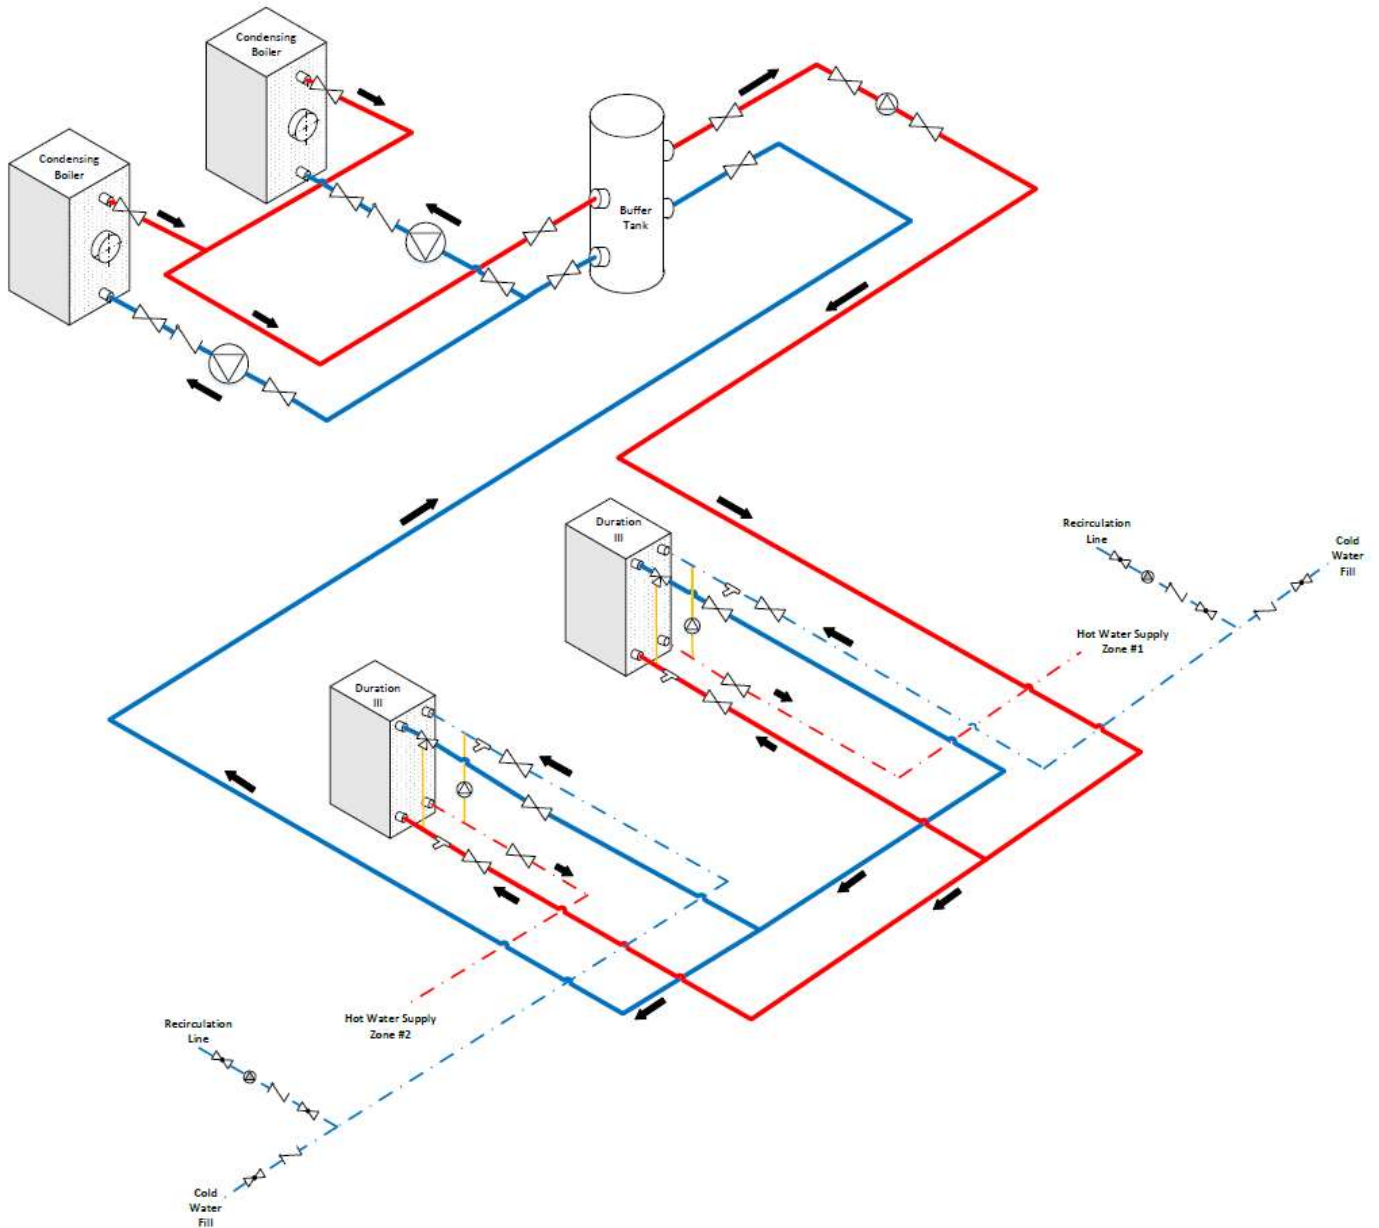 Condensing
Boiler
Condensing
Boiler
Buffer
Tank
Duration
III
Recirculation
Line
Cold
Water
Fill
Hot Water Supply
Zone #1
Duration
III
Hot Water Supply
Zone #2
Recirculation
Line
Cold
Water
Fill